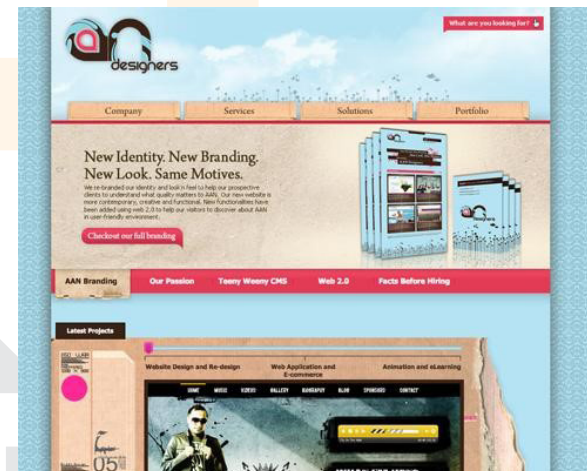 What are you looking for?
aan
designers
Company
Services
Solutions
Portfolio
New Identity. New Branding.
New Look. Same Motives.
We re-branded our identity and look n feel to help our prospective
clients to understand what quality matters to AAN. Our new website is
more contemporary, creative and functional. New functionalities have
been added using web 2.0 to help our visitors to discover about AAN
in user-friendly environment.
Checkout our full branding
AAN Branding
Our Passion
Teeny Weeny CMS
Web 2.0
Facts Before Hiring
Latest Projects
Website Design and Re-design
Web Application and
E-commerce
Animation and eLearning
HOME
MUSIC
VIDEOS
GALLERY
BIOGRAPHY
BLOG
SPONSORS
CONTACT
05